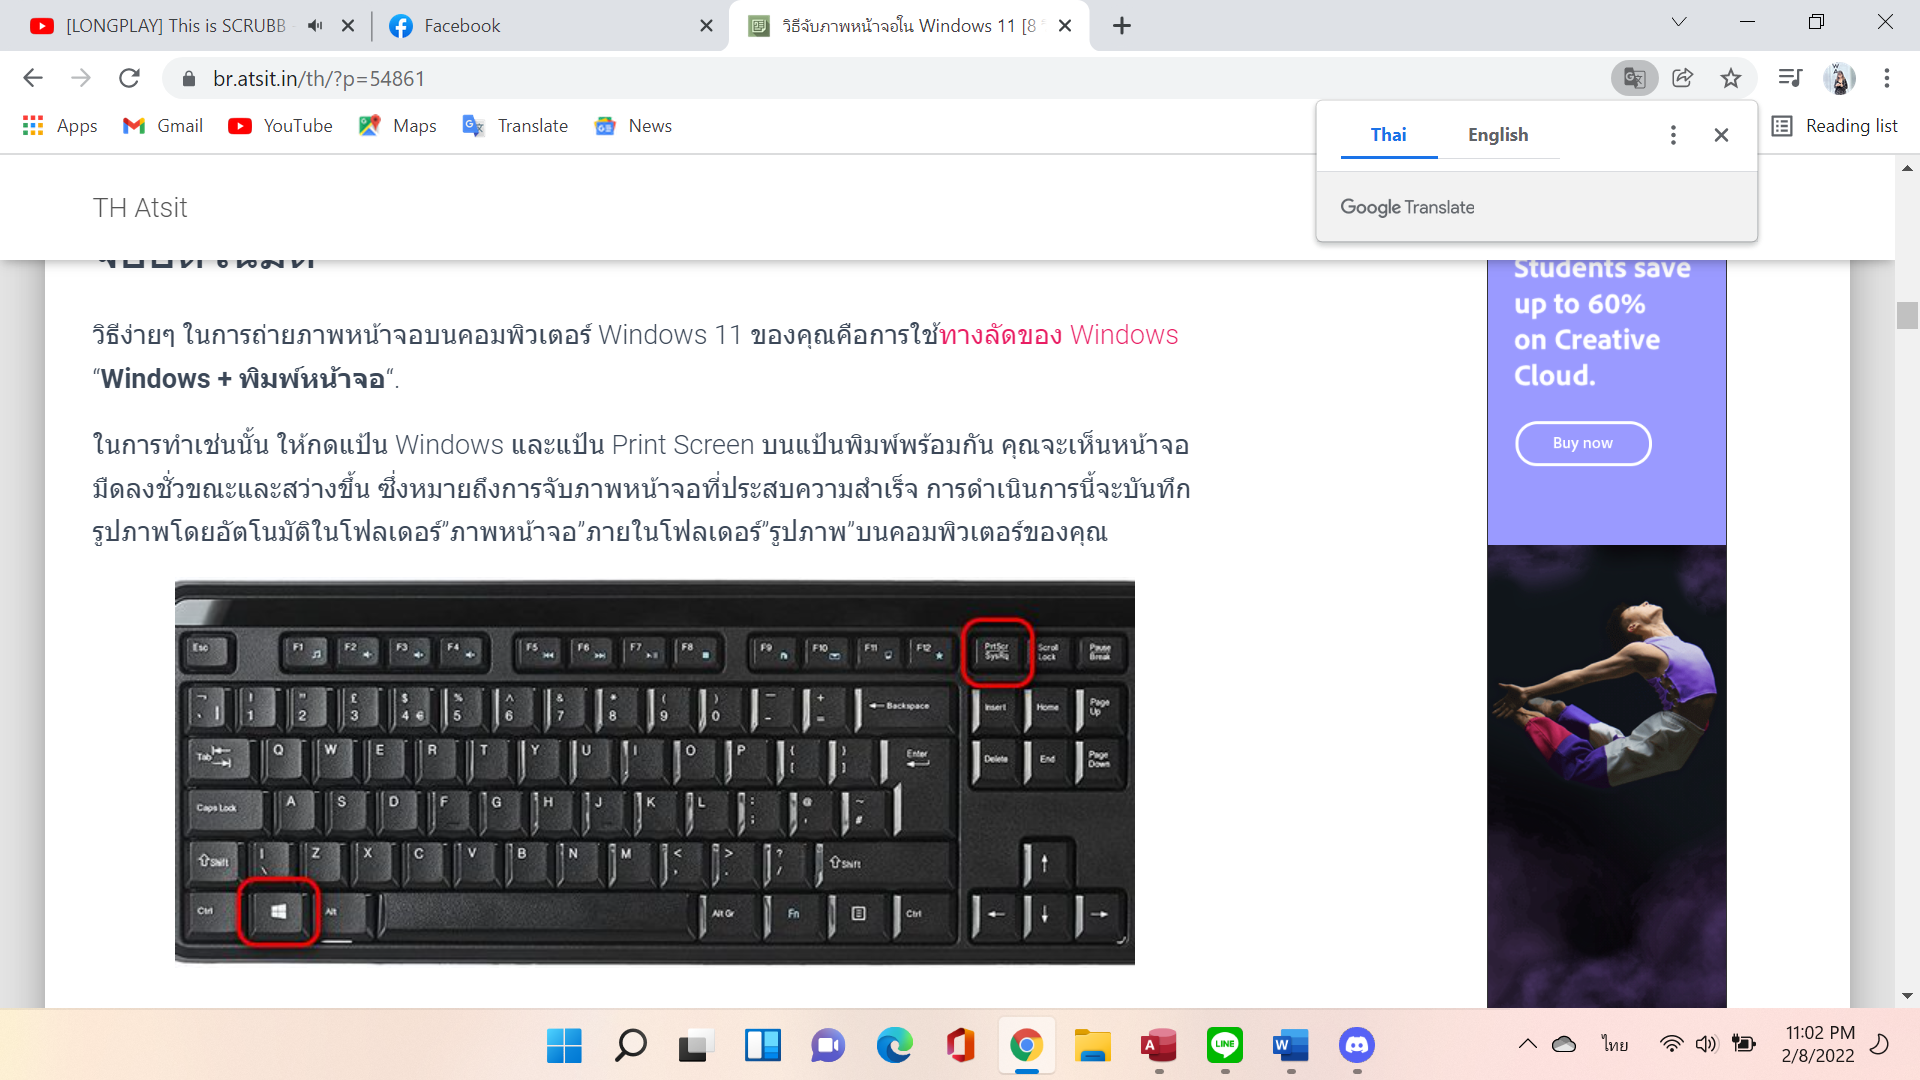 [LONGPLAY] This is SCRUBB
Facebook
วิธีจับภาพหน้าจอใน Windows 11 [8
br.atsit.in/th/?p=54861
Apps
Gmail
YouTube
Maps
Translate
News
Reading list
Thai
English
Google Translate
TH Atsit
วิธีง่ายๆ ในการถ่ายภาพหน้าจอบนคอมพิวเตอร์ Windows 11 ของคุณคือการใช้ทางลัดของ Windows
“Windows + พิมพ์หน้าจอ“.
ในการทำเช่นนั้น ให้กดแป้น Windows และแป้น Print Screen บนแป้นพิมพ์พร้อมกัน คุณจะเห็นหน้าจอ
มืดลงชั่วขณะและสว่างขึ้น ซึ่งหมายถึงการจับภาพหน้าจอที่ประสบความสำเร็จ การดำเนินการนี้จะบันทึก
รูปภาพโดยอัตโนมัติในโฟลเดอร์”ภาพหน้าจอ”ภายในโฟลเดอร์”รูปภาพ”บนคอมพิวเตอร์ของคุณ
Students save
up to 60%
on Creative
Cloud.
Buy now
Esc F1 F2 F3 F4 F5 F6 F7 F8 F9 F10 F11 F12 PrtScr SysRq Scroll Lock Pause Break
¬ ! " £ $ % ^ & * ( ) _ +
1 2 3 4 € 5 6 7 8 9 0 - = Backspace Insert Home Page Up
Tab Q W E R T Y U I O P { [ } ] Enter Delete End Page Down
Caps Lock A S D F G H J K L : ; @ ' ~ #
Shift | \ Z X C V B N M < , > . ? / Shift ↑
Ctrl Alt Alt Gr Fn Ctrl ← ↓ →
ไทย
11:02 PM
2/8/2022